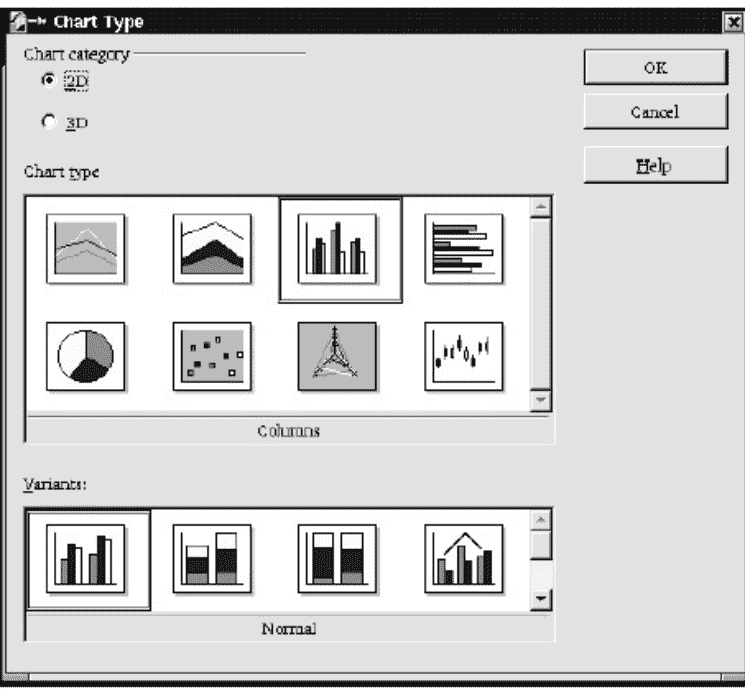 Chart Type
Chart category
2D
3D
OK
Cancel
Help
Chart type
Columns
Variants:
Normal